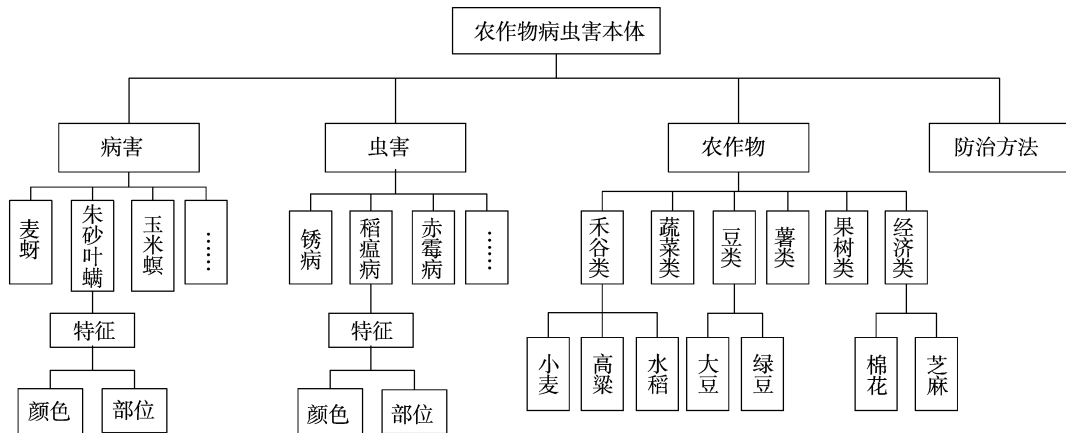 农作物病虫害本体
病害
虫害
农作物
防治方法
麦蚜
朱砂叶螨
玉米螟
……
锈病
稻瘟病
赤霉病
……
禾谷类
蔬菜类
豆类
薯类
果树类
经济类
特征
特征
小麦
高粱
水稻
大豆
绿豆
棉花
芝麻
颜色
部位
颜色
部位